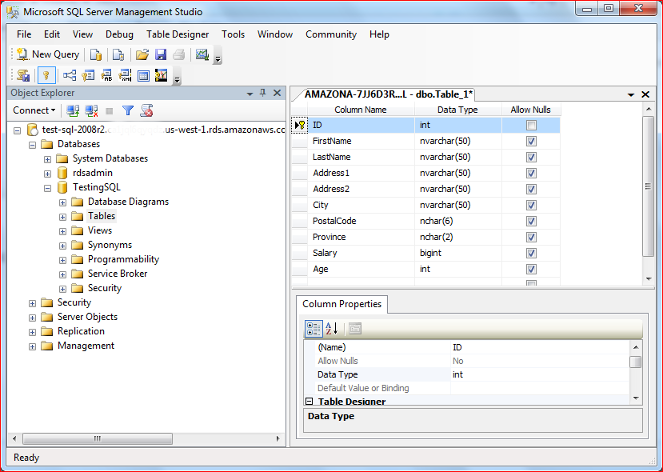 Microsoft SQL Server Management Studio
File Edit View Debug Table Designer Tools Window Community Help
New Query
Object Explorer
Connect
test-sql-2008r2.
us-west-1.rds.amazonaws.cc
Databases
System Databases
rdsadmin
TestingSQL
Database Diagrams
Tables
Views
Synonyms
Programmability
Service Broker
Security
Security
Server Objects
Replication
Management
AMAZONA-7JJ6D3R...L - dbo.Table_1*
Column Name Data Type Allow Nulls
ID int
FirstName nvarchar(50)
LastName nvarchar(50)
Address1 nvarchar(50)
Address2 nvarchar(50)
City nvarchar(50)
PostalCode nchar(6)
Province nchar(2)
Salary bigint
Age int
Column Properties
(Name) ID
Allow Nulls No
Data Type int
Default Value or Binding
Table Designer
Data Type
Ready